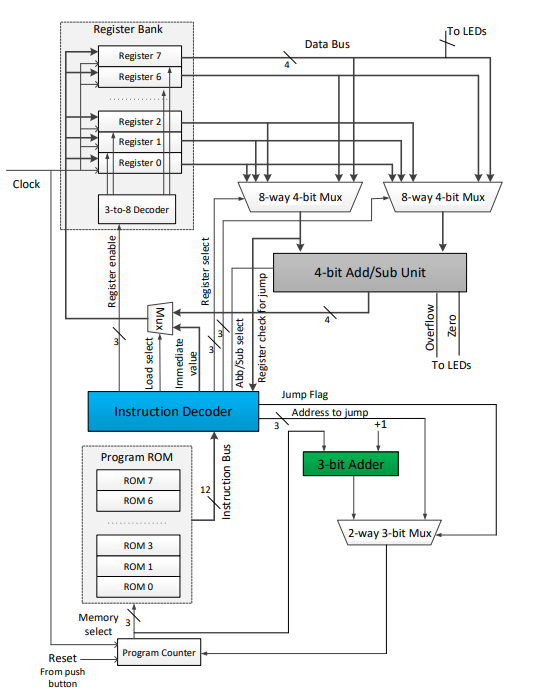 Register Bank
To LEDs
Data Bus
Register 7
4
Register 6
Register 2
Register 1
Register 0
Clock
8-way 4-bit Mux
8-way 4-bit Mux
3-to-8 Decoder
4-bit Add/Sub Unit
Register enable
Register select
Abb/Sub select
Register check for jump
Mux
4
Overflow
Zero
3
3
3
Load select
Immediate
value
To LEDs
Instruction Decoder
Jump Flag
Address to jump
3
+1
Program ROM
3-bit Adder
ROM 7
ROM 6
12
Instruction Bus
2-way 3-bit Mux
ROM 3
ROM 1
ROM 0
Memory
select
3
Reset
From push
button
Program Counter